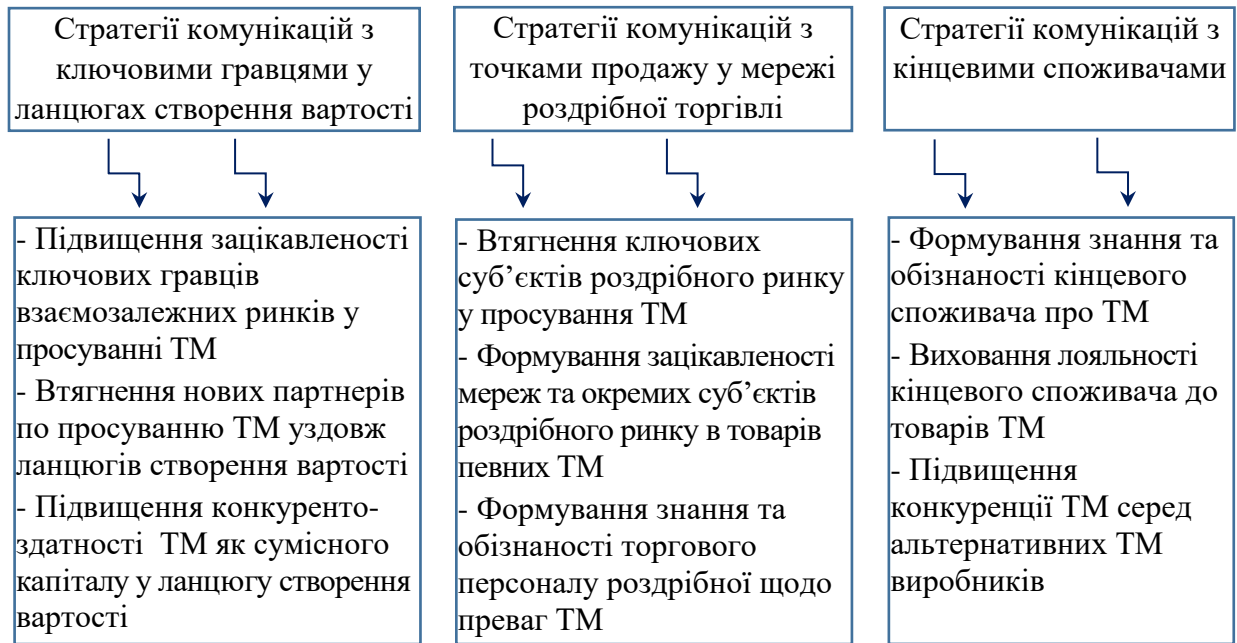 Стратегії комунікацій з
ключовими гравцями у
ланцюгах створення вартості
Стратегії комунікацій з
точками продажу у мережі
роздрібної торгівлі
Стратегії комунікацій з
кінцевими споживачами
- Підвищення зацікавленості
ключових гравців
взаємозалежних ринків у
просуванні ТМ
- Втягнення нових партнерів
по просуванню ТМ уздовж
ланцюгів створення вартості
- Підвищення конкуренто-
здатності ТМ як сумісного
капіталу у ланцюгу створення
вартості
- Втягнення ключових
суб’єктів роздрібного ринку
у просування ТМ
- Формування зацікавленості
мереж та окремих суб’єктів
роздрібного ринку в товарів
певних ТМ
- Формування знання та
обізнаності торгового
персоналу роздрібної щодо
преваг ТМ
- Формування знання та
обізнаності кінцевого
споживача про ТМ
- Виховання лояльності
кінцевого споживача до
товарів ТМ
- Підвищення
конкуренції ТМ серед
альтернативних ТМ
виробників